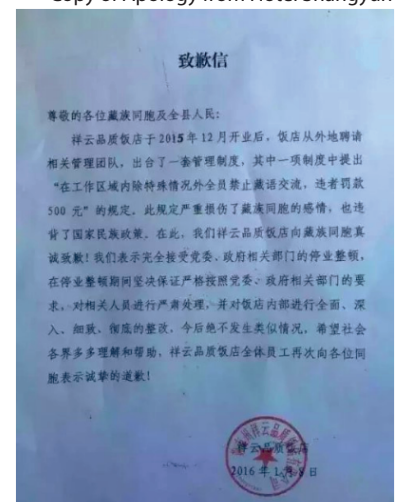 Copy of Apology from Hotel Shangyun
致歉信
尊敬的各位藏族同胞及全县人民：
祥云品质饭店于2015年12月开业后，饭店从外地聘请
相关管理团队，出台了一套管理制度，其中一项制度中提出
“在工作区域内除特殊情况外全员禁止藏语交流，违者罚款
500元”的规定，此规定严重损伤了藏族同胞的感情，也违
背了国家民族政策，在此，我们祥云品质饭店向藏族同胞真
诚致歉！我们表示完全接受党委、政府相关部门的停业整顿，
在停业整顿期间坚决保证严格按照党委、政府相关部门的要
求，对相关人员进行严肃处理，并对饭店内部进行全面、深
入、细致、彻底的整改，今后绝不发生类似情况，希望社会
各界多多理解和帮助，祥云品质饭店全体员工再次向各位同
胞表示诚挚的道歉！
祥云品质饭店
2016年1月8日